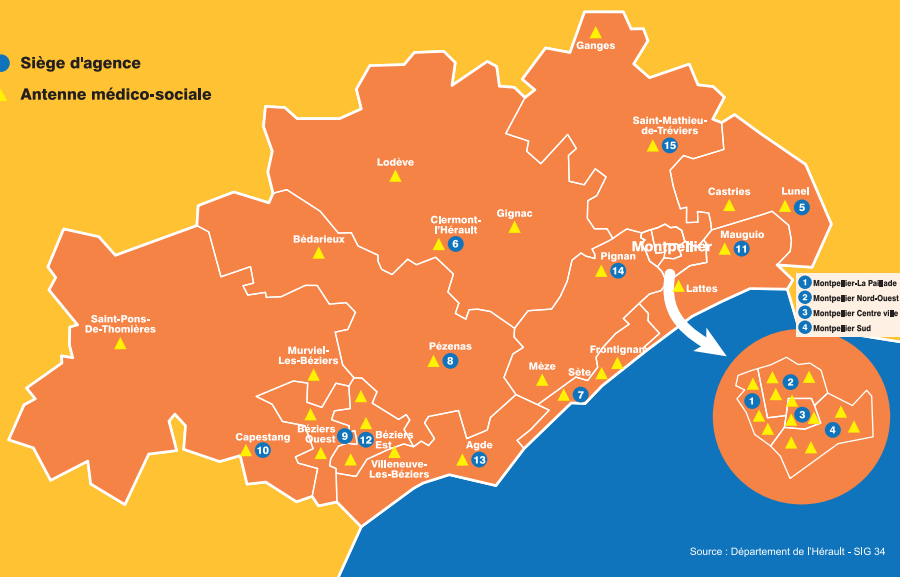 Siège d'agence
Antenne médico-sociale
Ganges
Saint-Mathieu-
de-Tréviers
15
Lodève
Castries
Lunel
5
Gignac
Clermont-
l'Hérault
6
Bédarieux
Mauguio
11
Montpellier
Pignan
14
Lattes
1 Montpellier-La Paillade
2 Montpellier Nord-Ouest
3 Montpellier Centre ville
4 Montpellier Sud
Saint-Pons-
De-Thomières
Murviel-
Les-Béziers
Pézenas
8
Mèze
Frontignan
Sète
7
Capestang
10
Béziers
Ouest
9
12
Béziers
Est
Villeneuve-
Les-Béziers
Agde
13
1
2
3
4
Source : Département de l'Hérault - SIG 34